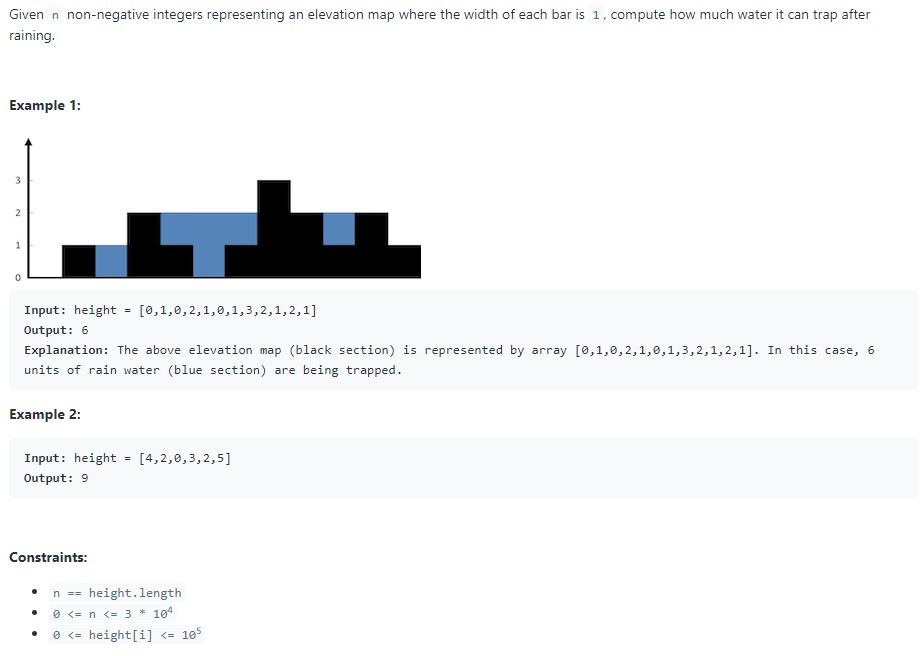 Given n non-negative integers representing an elevation map where the width of each bar is 1, compute how much water it can trap after
raining.
Example 1:
3
2
1
0
Input: height = [0,1,0,2,1,0,1,3,2,1,2,1]
Output: 6
Explanation: The above elevation map (black section) is represented by array [0,1,0,2,1,0,1,3,2,1,2,1]. In this case, 6
units of rain water (blue section) are being trapped.
Example 2:
Input: height = [4,2,0,3,2,5]
Output: 9
Constraints:
n == height.length
0 <= n <= 3 * 10⁴
0 <= height[i] <= 10⁵